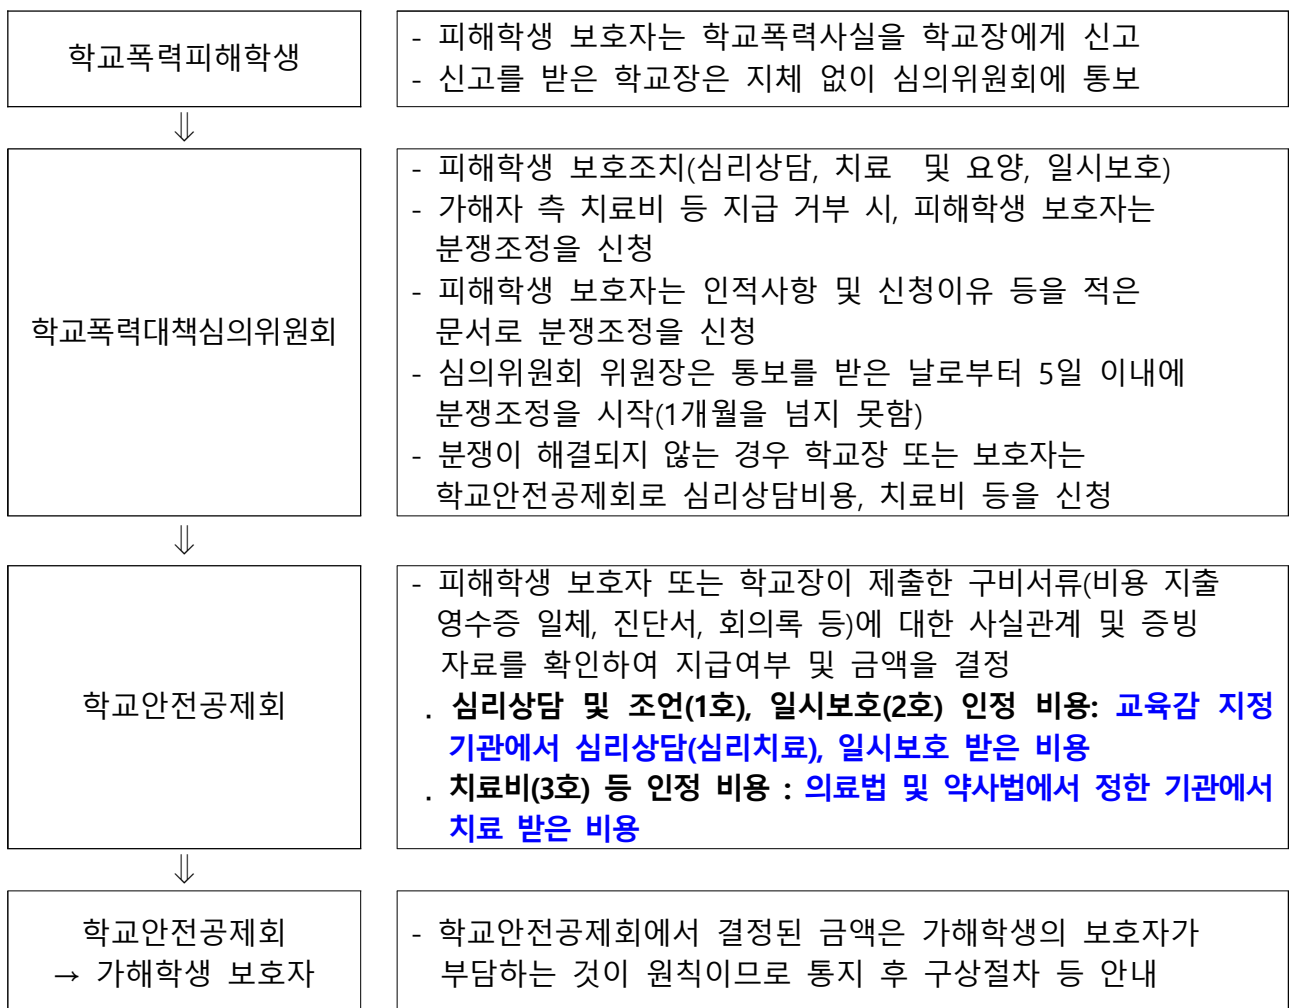 학교폭력피해학생
- 피해학생 보호자는 학교폭력사실을 학교장에게 신고
- 신고를 받은 학교장은 지체 없이 심의위원회에 통보
⇓
학교폭력대책심의위원회
- 피해학생 보호조치(심리상담, 치료 및 요양, 일시보호)
- 가해자 측 치료비 등 지급 거부 시, 피해학생 보호자는
분쟁조정을 신청
- 피해학생 보호자는 인적사항 및 신청이유 등을 적은
문서로 분쟁조정을 신청
- 심의위원회 위원장은 통보를 받은 날로부터 5일 이내에
분쟁조정을 시작(1개월을 넘지 못함)
- 분쟁이 해결되지 않는 경우 학교장 또는 보호자는
학교안전공제회로 심리상담비용, 치료비 등을 신청
⇓
학교안전공제회
- 피해학생 보호자 또는 학교장이 제출한 구비서류(비용 지출
영수증 일체, 진단서, 회의록 등)에 대한 사실관계 및 증빙
자료를 확인하여 지급여부 및 금액을 결정
. 심리상담 및 조언(1호), 일시보호(2호) 인정 비용: 교육감 지정
기관에서 심리상담(심리치료), 일시보호 받은 비용
. 치료비(3호) 등 인정 비용 : 의료법 및 약사법에서 정한 기관에서
치료 받은 비용
⇓
학교안전공제회
→ 가해학생 보호자
- 학교안전공제회에서 결정된 금액은 가해학생의 보호자가
부담하는 것이 원칙이므로 통지 후 구상절차 등 안내